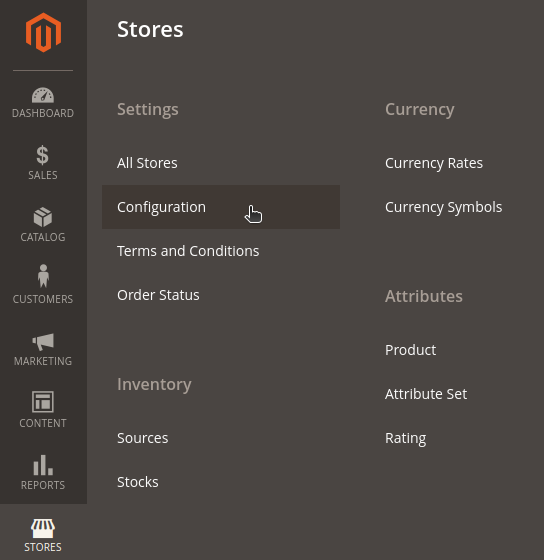 DASHBOARD
SALES
CATALOG
CUSTOMERS
MARKETING
CONTENT
REPORTS
STORES
Stores
Settings
All Stores
Configuration
Terms and Conditions
Order Status
Inventory
Sources
Stocks
Currency
Currency Rates
Currency Symbols
Attributes
Product
Attribute Set
Rating